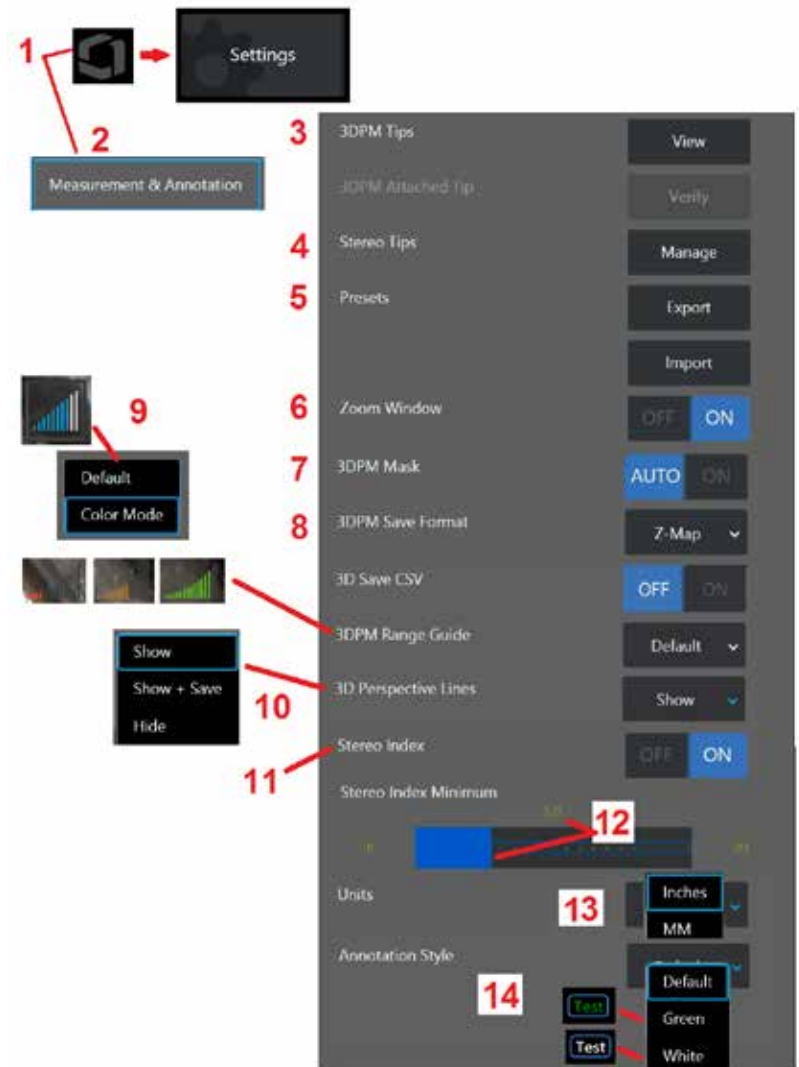 1
Settings
2
Measurement & Annotation
3 3DPM Tips View
3DPM Attached Tip Verify
4 Stereo Tips Manage
5 Presets Export
Import
6 Zoom Window OFF ON
7 3DPM Mask AUTO ON
8 3DPM Save Format Z-Map
3D Save CSV OFF ON
9
Default
Color Mode
3DPM Range Guide Default
10
Show
Show + Save
Hide
3D Perspective Lines Show
11 Stereo Index OFF ON
Stereo Index Minimum
12
Units 13 Inches
MM
Annotation Style
14
Default
Test Green
Test White